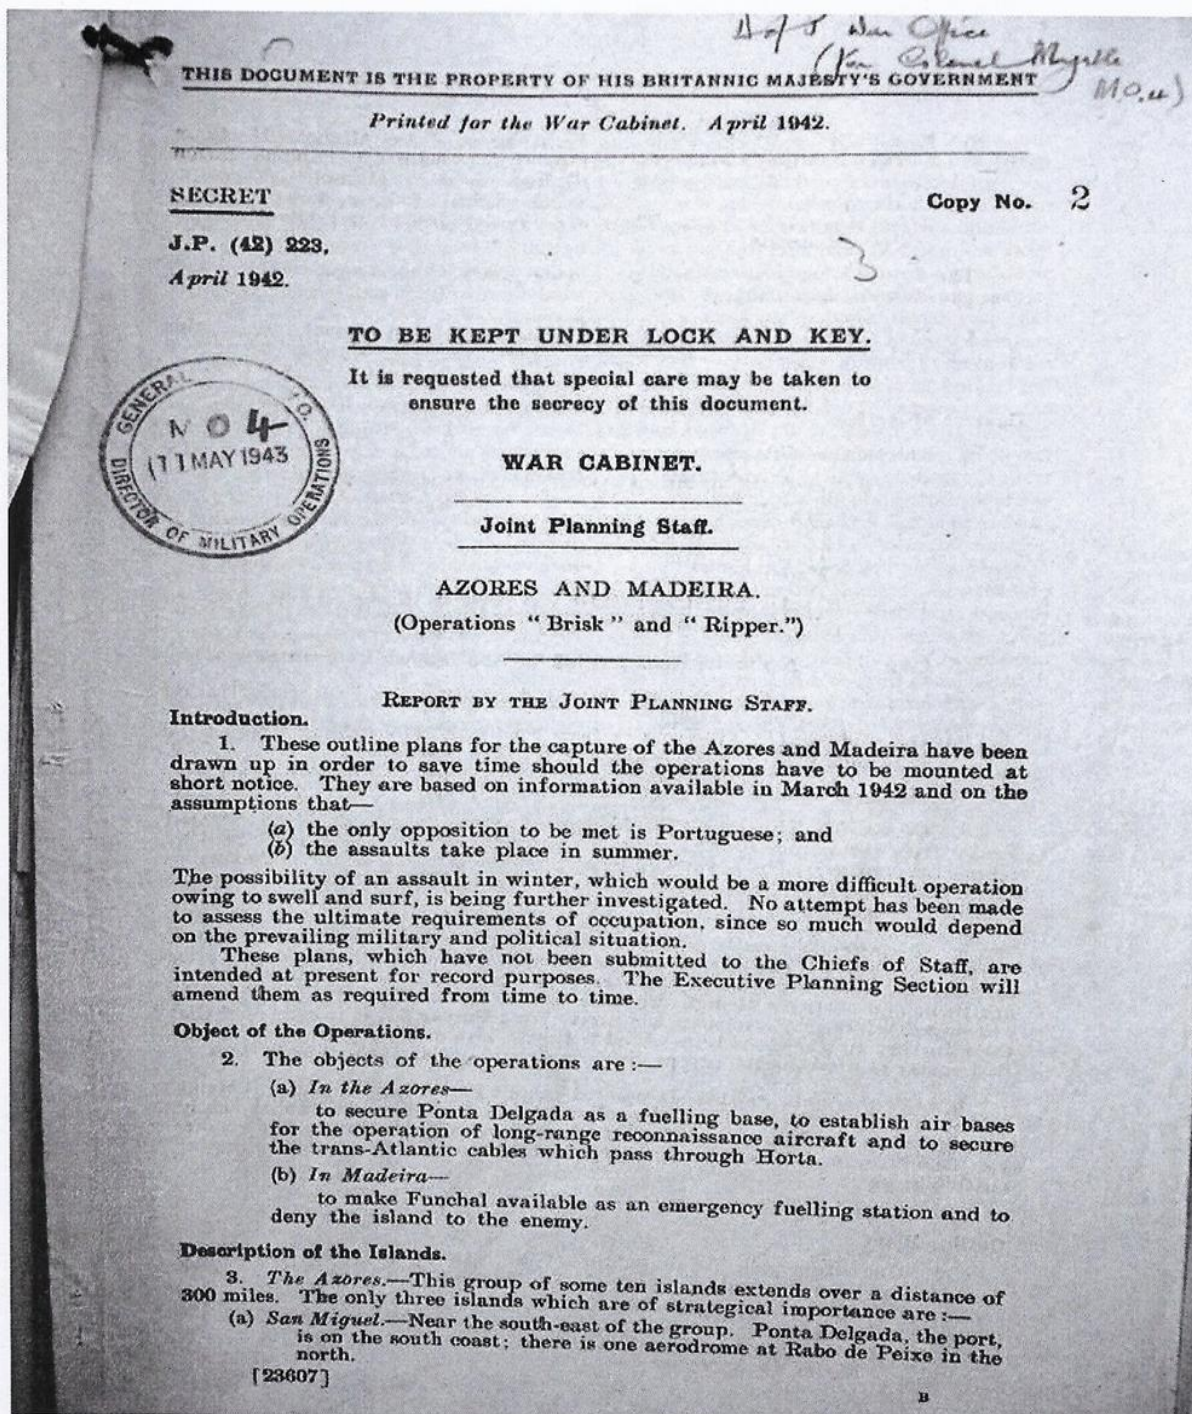 D of P War Office
(for Colonel
M.O.4)
THIS DOCUMENT IS THE PROPERTY OF HIS BRITANNIC MAJESTY'S GOVERNMENT
Printed for the War Cabinet. April 1942.
SECRET
Copy No. 2
J.P. (42) 223.
3
April 1942.
TO BE KEPT UNDER LOCK AND KEY.
It is requested that special care may be taken to
ensure the secrecy of this document.
GENERAL
M O 4
11 MAY 1943
DIRECTOR OF MILITARY OPERATIONS
WAR CABINET.
Joint Planning Staff.
AZORES AND MADEIRA.
(Operations "Brisk" and "Ripper.")
REPORT BY THE JOINT PLANNING STAFF.
Introduction.
1. These outline plans for the capture of the Azores and Madeira have been
drawn up in order to save time should the operations have to be mounted at
short notice. They are based on information available in March 1942 and on the
assumptions that—
(a) the only opposition to be met is Portuguese; and
(b) the assaults take place in summer.
The possibility of an assault in winter, which would be a more difficult operation
owing to swell and surf, is being further investigated. No attempt has been made
to assess the ultimate requirements of occupation, since so much would depend
on the prevailing military and political situation.
These plans, which have not been submitted to the Chiefs of Staff, are
intended at present for record purposes. The Executive Planning Section will
amend them as required from time to time.
Object of the Operations.
2. The objects of the operations are :—
(a) In the Azores—
to secure Ponta Delgada as a fuelling base, to establish air bases
for the operation of long-range reconnaissance aircraft and to secure
the trans-Atlantic cables which pass through Horta.
(b) In Madeira—
to make Funchal available as an emergency fuelling station and to
deny the island to the enemy.
Description of the Islands.
3. The Azores.—This group of some ten islands extends over a distance of
300 miles. The only three islands which are of strategical importance are :—
(a) San Miguel.—Near the south-east of the group. Ponta Delgada, the port,
is on the south coast; there is one aerodrome at Rabo de Peixe in the
north.
[23607]
B